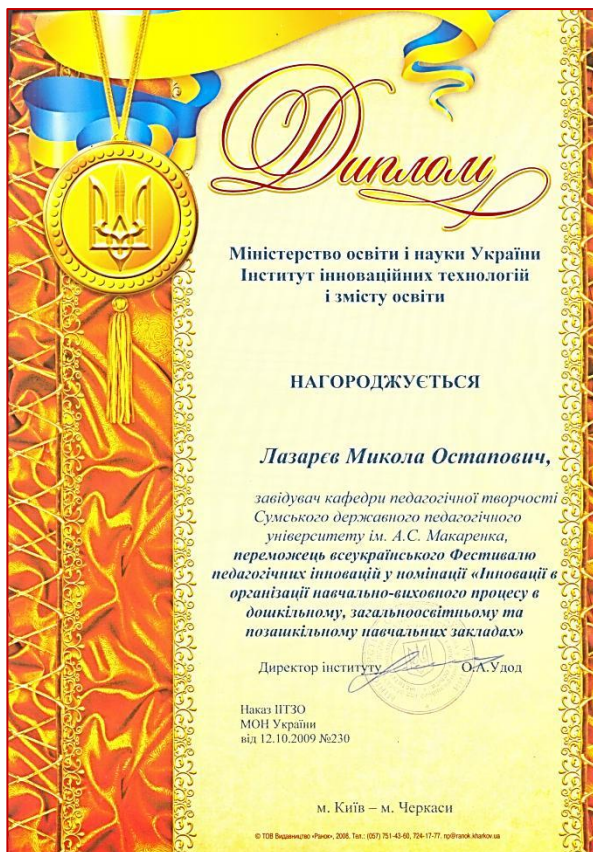 Диплом
Міністерство освіти і науки України
Інститут інноваційних технологій
і змісту освіти
НАГОРОДЖУЄТЬСЯ
Лазарєв Микола Остапович,
завідувач кафедри педагогічної творчості
Сумського державного педагогічного
університету ім. А.С. Макаренка,
переможець всеукраїнського Фестивалю
педагогічних інновацій у номінації «Інновації в
організації навчально-виховного процесу в
дошкільному, загальноосвітньому та
позашкільному навчальних закладах»
Директор інституту О.А.Удод
Наказ ІІТЗО
МОН України
від 12.10.2009 №230
м. Київ – м. Черкаси
© ТОВ Видавництво «Ранок», 2008. Тел.: (057) 751-43-60, 724-17-77. np@ranok.kharkov.ua